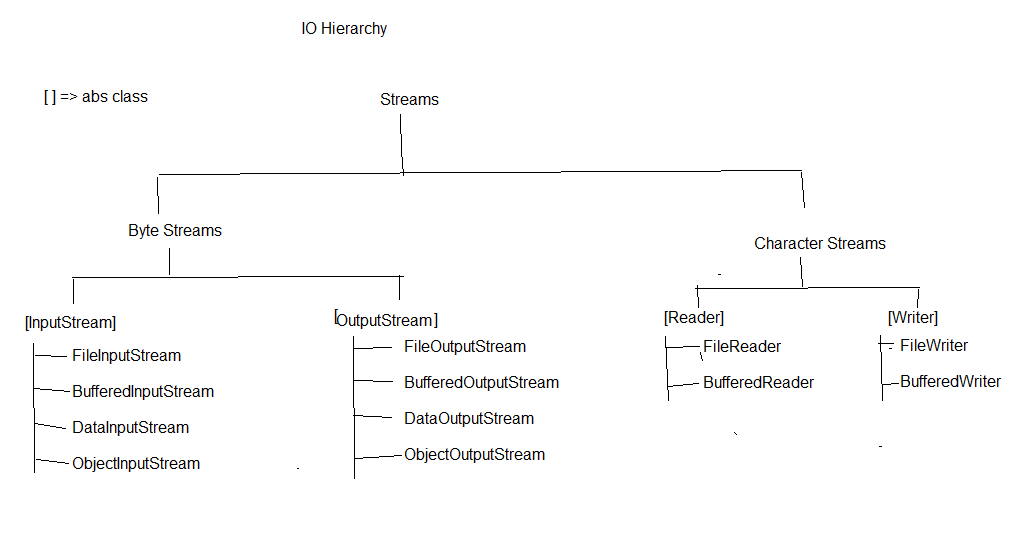 IO Hierarchy
[ ] => abs class
Streams
Byte Streams
Character Streams
[InputStream]
FileInputStream
BufferedInputStream
DataInputStream
ObjectInputStream
[OutputStream]
FileOutputStream
BufferedOutputStream
DataOutputStream
ObjectOutputStream
[Reader]
FileReader
BufferedReader
[Writer]
FileWriter
BufferedWriter